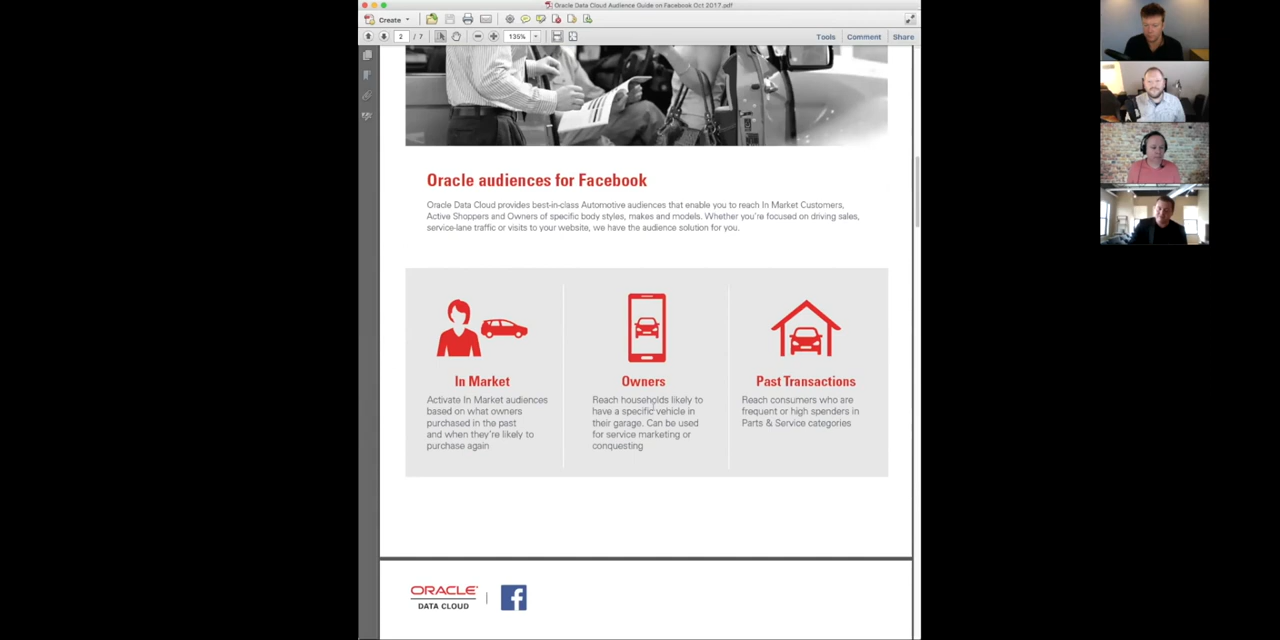 Oracle Data Cloud Audience Guide on Facebook Oct 2017.pdf
Create
2 / 7
135%
Tools
Comment
Share
Oracle audiences for Facebook
Oracle Data Cloud provides best-in-class Automotive audiences that enable you to reach In Market Customers,
Active Shoppers and Owners of specific body styles, makes and models. Whether you're focused on driving sales,
service-lane traffic or visits to your website, we have the audience solution for you.
In Market
Activate In Market audiences
based on what owners
purchased in the past
and when they're likely to
purchase again
Owners
Reach households likely to
have a specific vehicle in
their garage. Can be used
for service marketing or
conquesting
Past Transactions
Reach consumers who are
frequent or high spenders in
Parts & Service categories
ORACLE
DATA CLOUD
f